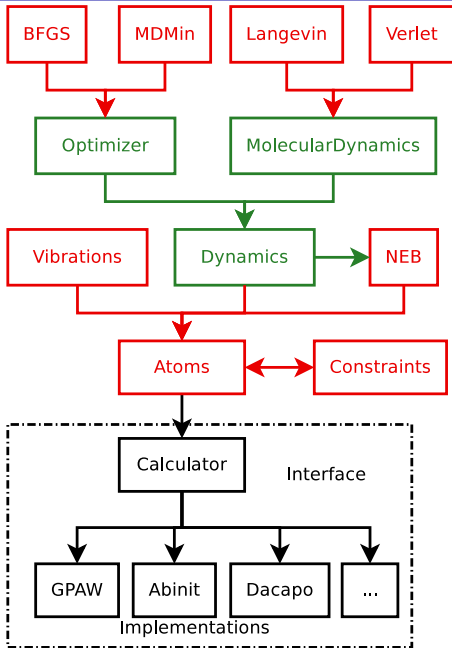 BFGS
MDMin
Langevin
Verlet
Optimizer
MolecularDynamics
Vibrations
Dynamics
NEB
Atoms
Constraints
Calculator
Interface
GPAW
Abinit
Dacapo
...
Implementations